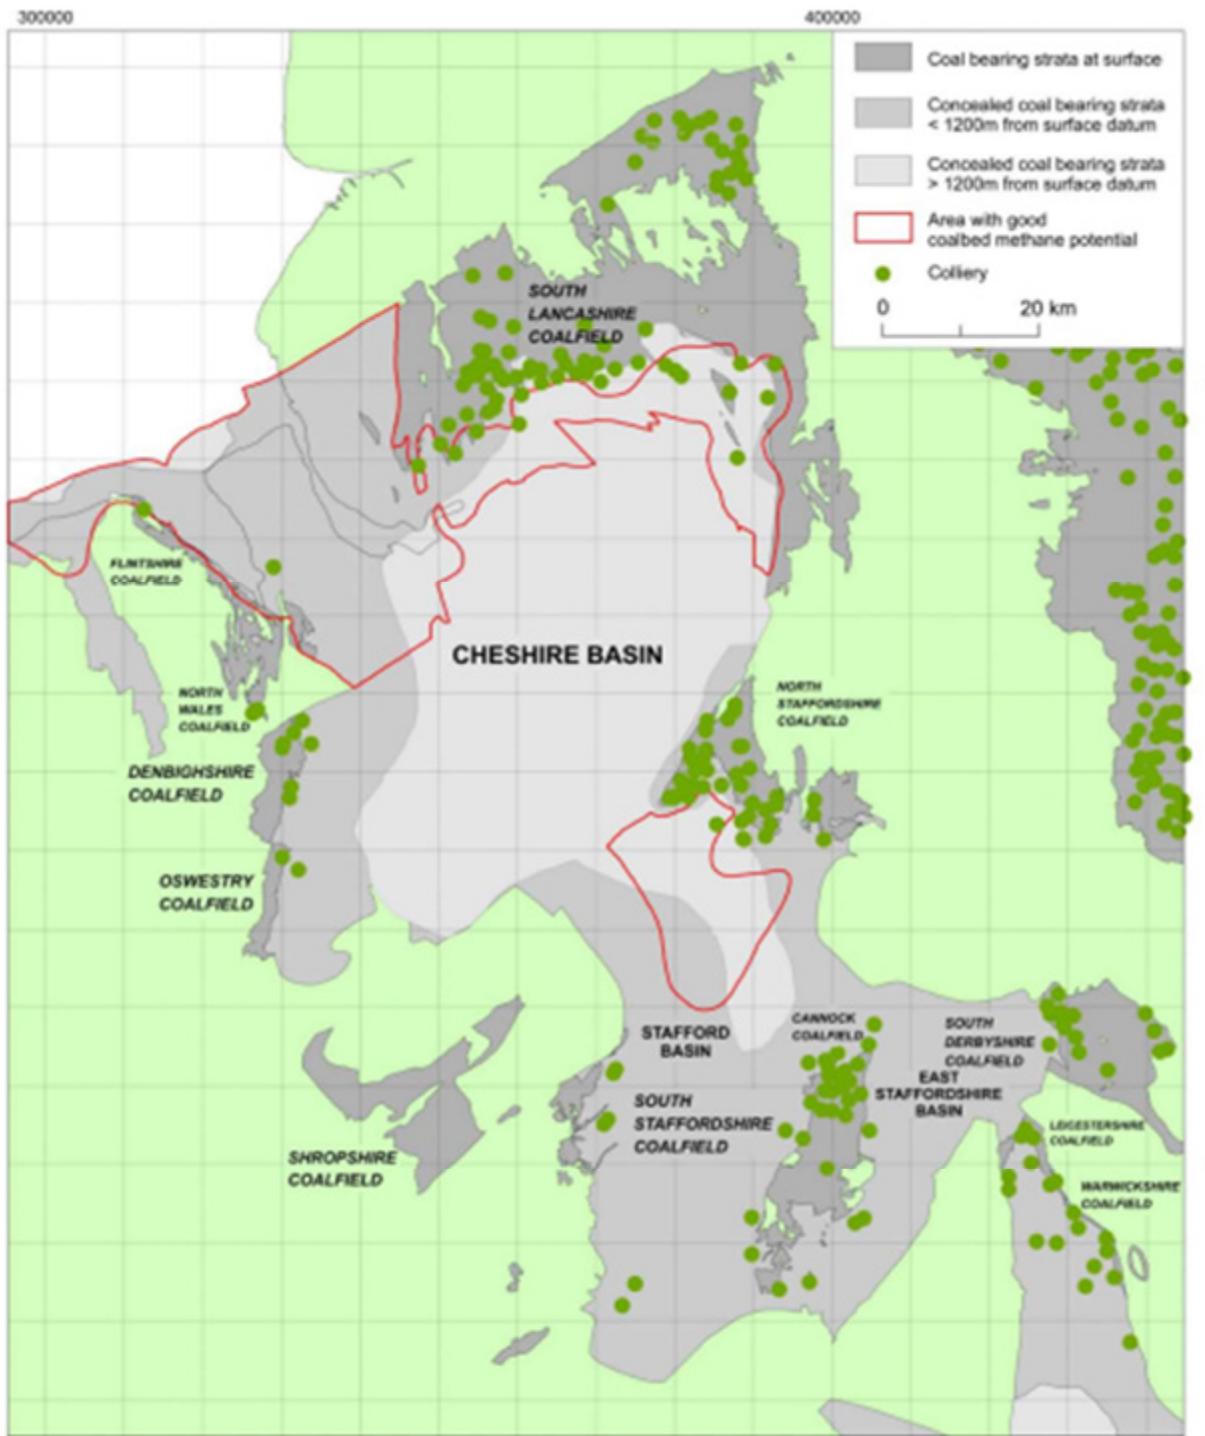 300000
400000
Coal bearing strata at surface
Concealed coal bearing strata
< 1200m from surface datum
Concealed coal bearing strata
> 1200m from surface datum
Area with good
coalbed methane potential
Colliery
0 20 km
SOUTH
LANCASHIRE
COALFIELD
FLINTSHIRE
COALFIELD
CHESHIRE BASIN
NORTH
WALES
COALFIELD
NORTH
STAFFORDSHIRE
COALFIELD
DENBIGHSHIRE
COALFIELD
OSWESTRY
COALFIELD
STAFFORD
BASIN
CANNOCK
COALFIELD
SOUTH
DERBYSHIRE
COALFIELD
EAST
STAFFORDSHIRE
BASIN
SOUTH
STAFFORDSHIRE
COALFIELD
LEICESTERSHIRE
COALFIELD
SHROPSHIRE
COALFIELD
WARWICKSHIRE
COALFIELD